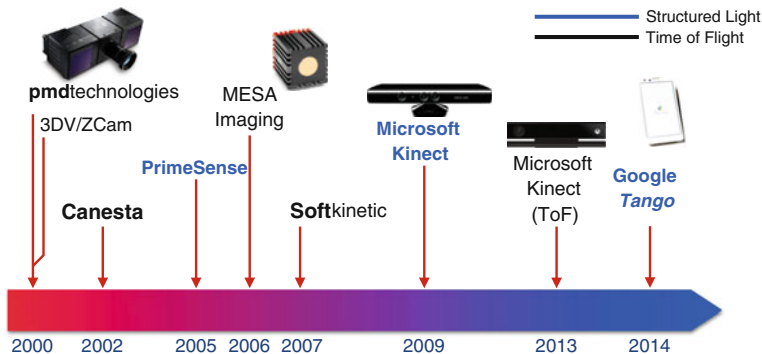 Structured Light
Time of Flight
pmdtechnologies
3DV/ZCam
MESA
Imaging
PrimeSense
Microsoft
Kinect
Canesta
Softkinetic
Microsoft
Kinect
(ToF)
Google
Tango
2000
2002
2005
2006
2007
2009
2013
2014